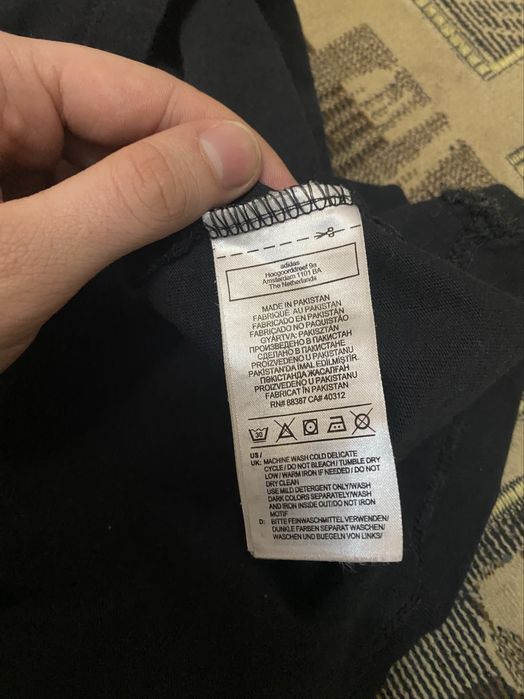 adidas
Hoogoorddreef 9a
Amsterdam 1101 BA
The Netherlands
MADE IN PAKISTAN
FABRIQUÉ AU PAKISTAN
FABRICADO EN PAKISTÁN
FABRICADO NO PAQUISTÃO
GYÁRTVA: PAKISZTÁN
ПРОИЗВЕДЕНО В ПАКИСТАН
СДЕЛАНО В ПАКИСТАНЕ
PROIZVEDENO U PAKISTANU
PAKİSTAN'DA İMAL EDİLMİŞTİR.
ПӘКІСТАНДА ЖАСАЛҒАН
PROIZVEDENO U PAKISTAN
FABRICAT ÎN PAKISTAN
RN# 88387 CA# 40312
30
US /
UK: MACHINE WASH COLD DELICATE
CYCLE/ DO NOT BLEACH/ TUMBLE DRY
LOW/ WARM IRON IF NEEDED/ DO NOT
DRY CLEAN
USE MILD DETERGENT ONLY/WASH
DARK COLORS SEPARATELY/WASH
AND IRON INSIDE OUT/DO NOT IRON
MOTIF
D: BITTE FEINWASCHMITTEL VERWENDEN/
DUNKLE FARBEN SEPARAT WASCHEN/
WASCHEN UND BUEGELN VON LINKS/